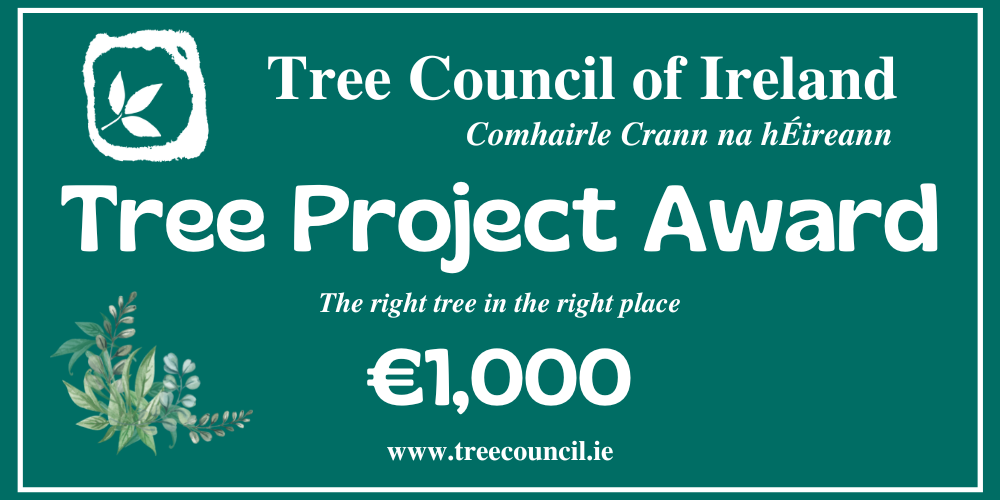 Tree Council of Ireland
Comhairle Crann na hÉireann
Tree Project Award
The right tree in the right place
€1,000
www.treecouncil.ie